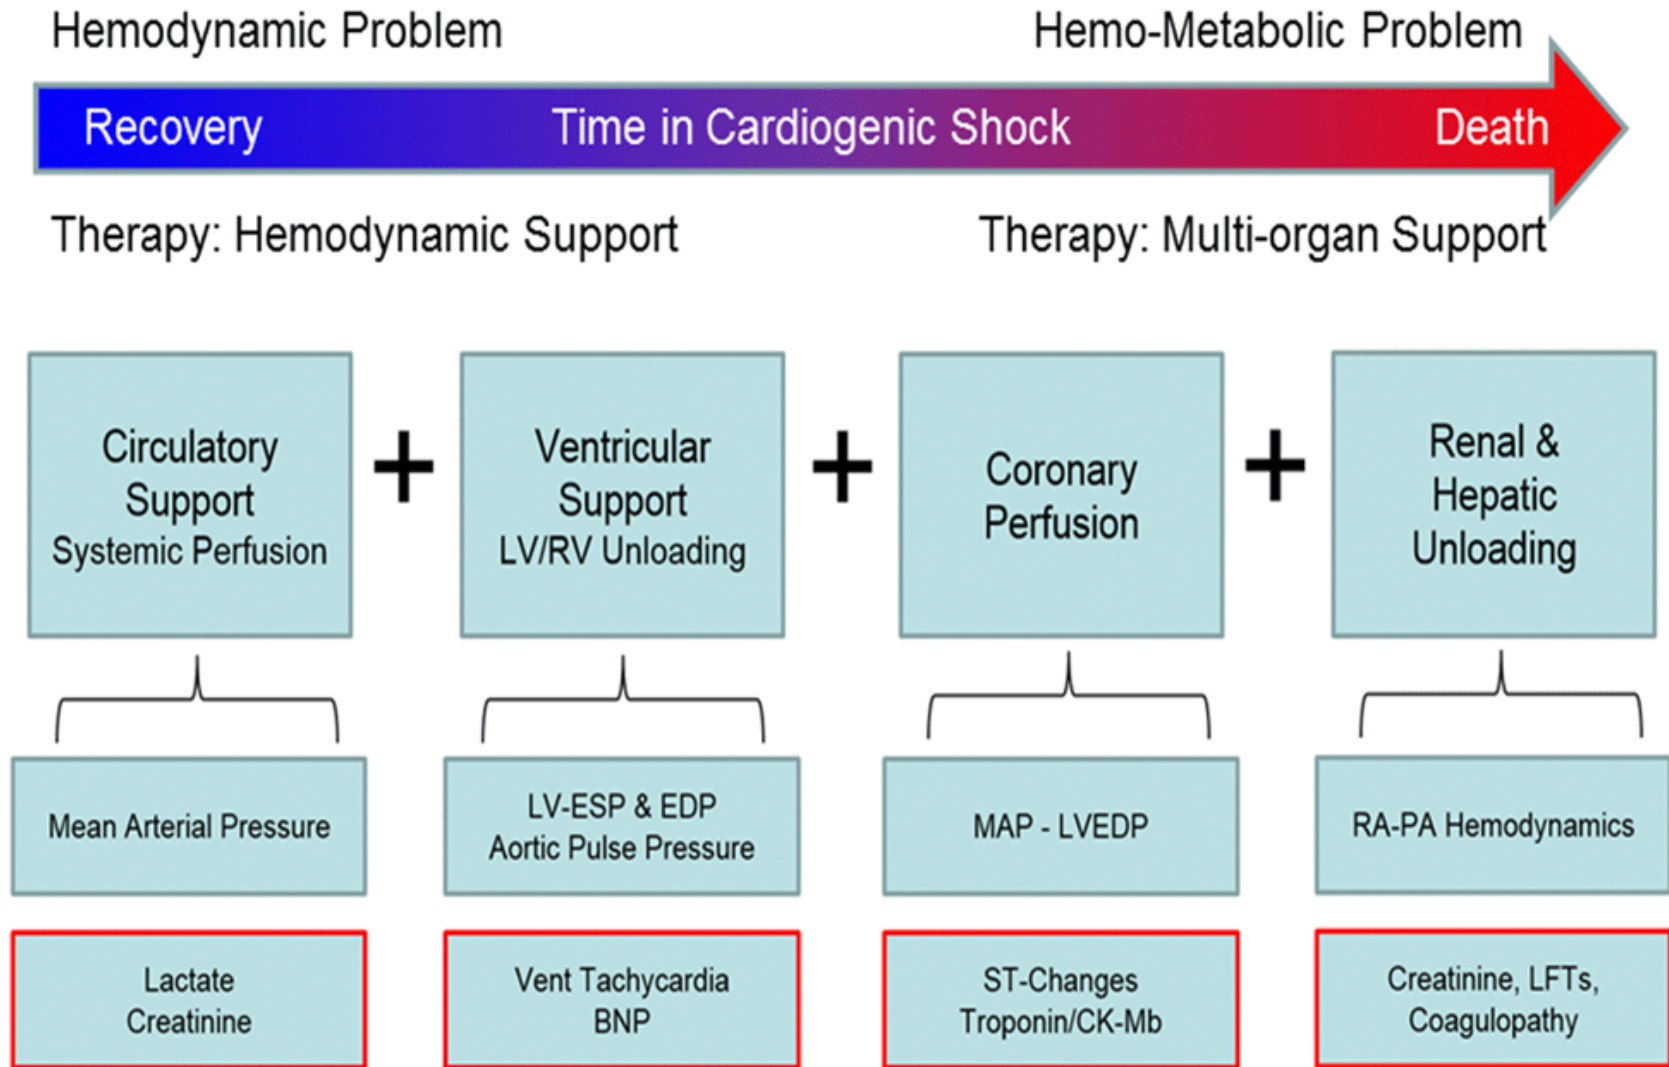 Hemodynamic Problem
Hemo-Metabolic Problem
Recovery
Time in Cardiogenic Shock
Death
Therapy: Hemodynamic Support
Therapy: Multi-organ Support
Circulatory
Support
Systemic Perfusion
+
Ventricular
Support
LV/RV Unloading
+
Coronary
Perfusion
+
Renal &
Hepatic
Unloading
Mean Arterial Pressure
LV-ESP & EDP
Aortic Pulse Pressure
MAP - LVEDP
RA-PA Hemodynamics
Lactate
Creatinine
Vent Tachycardia
BNP
ST-Changes
Troponin/CK-Mb
Creatinine, LFTs,
Coagulopathy